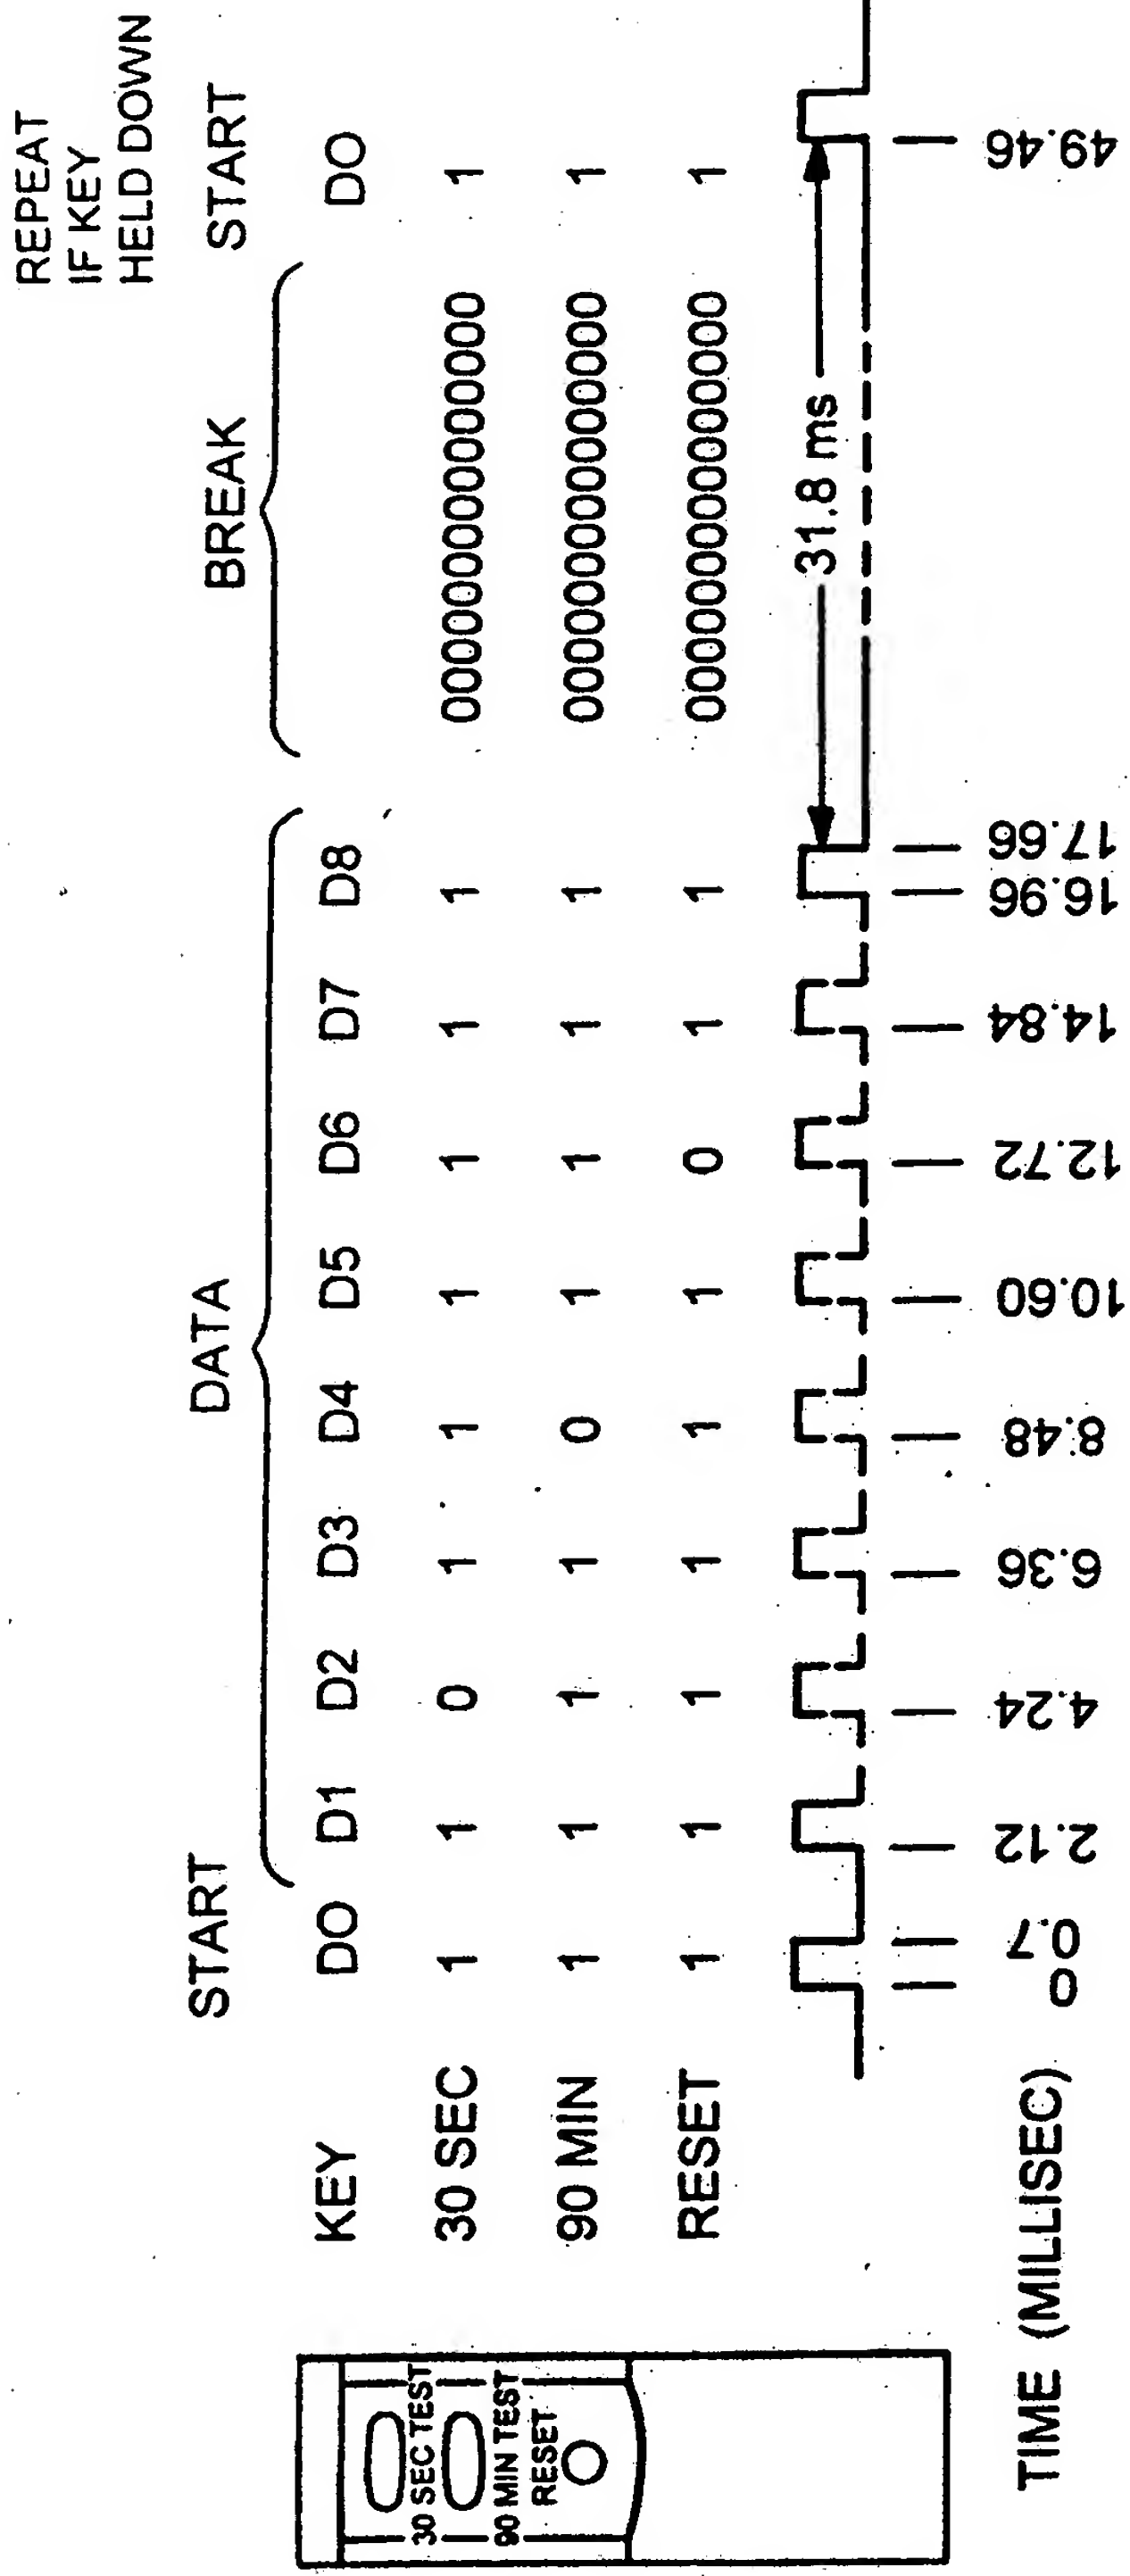 REPEAT
IF KEY
HELD DOWN
START DATA BREAK START
KEY DO D1 D2 D3 D4 D5 D6 D7 D8 DO
30 SEC 1 1 0 1 1 1 1 1 1 000000000000000 1
90 MIN 1 1 1 1 0 1 1 1 1 000000000000000 1
RESET 1 1 1 1 1 1 0 1 1 000000000000000 1
30 SEC TEST
90 MIN TEST
RESET
31.8 ms
TIME (MILLISEC) 0 0.7 2.12 4.24 6.36 8.48 10.60 12.72 14.84 16.96 17.66 49.46